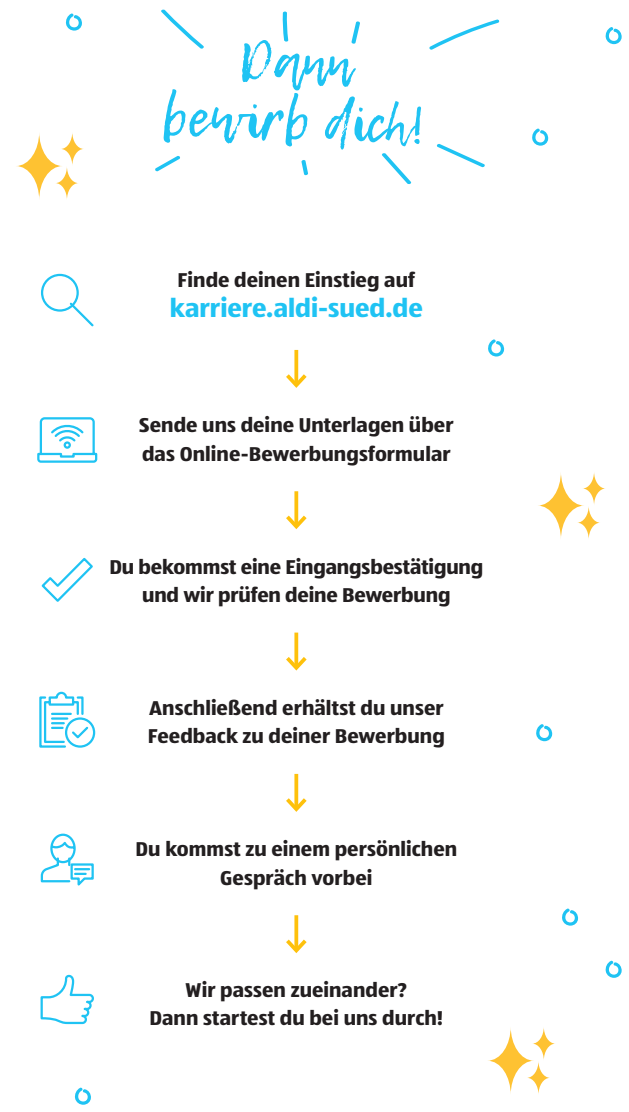 Dann
bewirb dich!
Finde deinen Einstieg auf
karriere.aldi-sued.de
Sende uns deine Unterlagen über
das Online-Bewerbungsformular
Du bekommst eine Eingangsbestätigung
und wir prüfen deine Bewerbung
Anschließend erhältst du unser
Feedback zu deiner Bewerbung
Du kommst zu einem persönlichen
Gespräch vorbei
Wir passen zueinander?
Dann startest du bei uns durch!